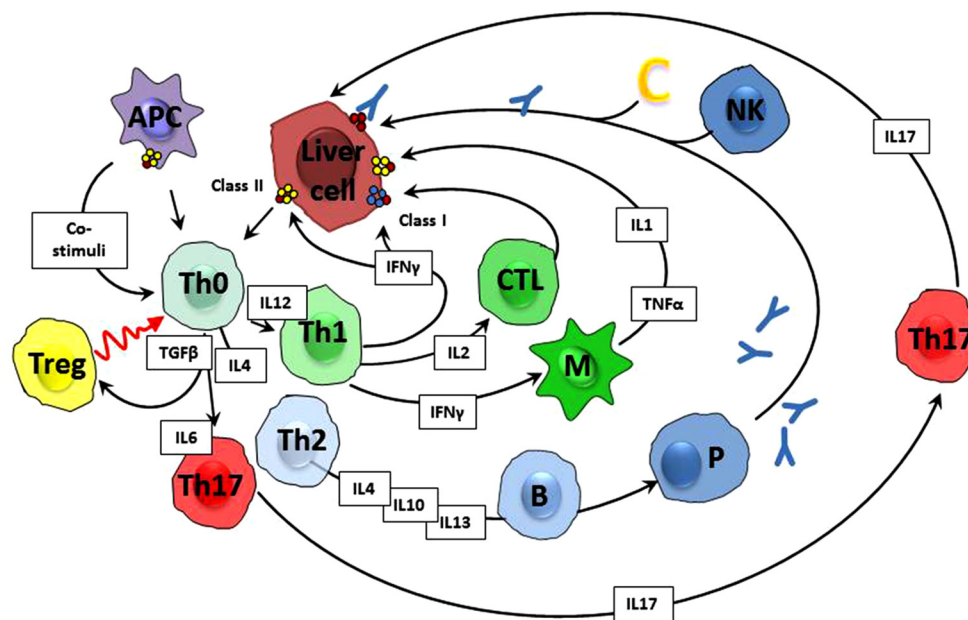 APC
C
NK
Liver
cell
IL17
Class II
Class I
Co-
stimuli
IL1
IFNγ
Th0
IL12
CTL
TNFα
Th1
Th17
Treg
TGFβ
IL4
IL2
M
IFNγ
IL6
Th2
P
Th17
IL4
IL10
IL13
B
IL17